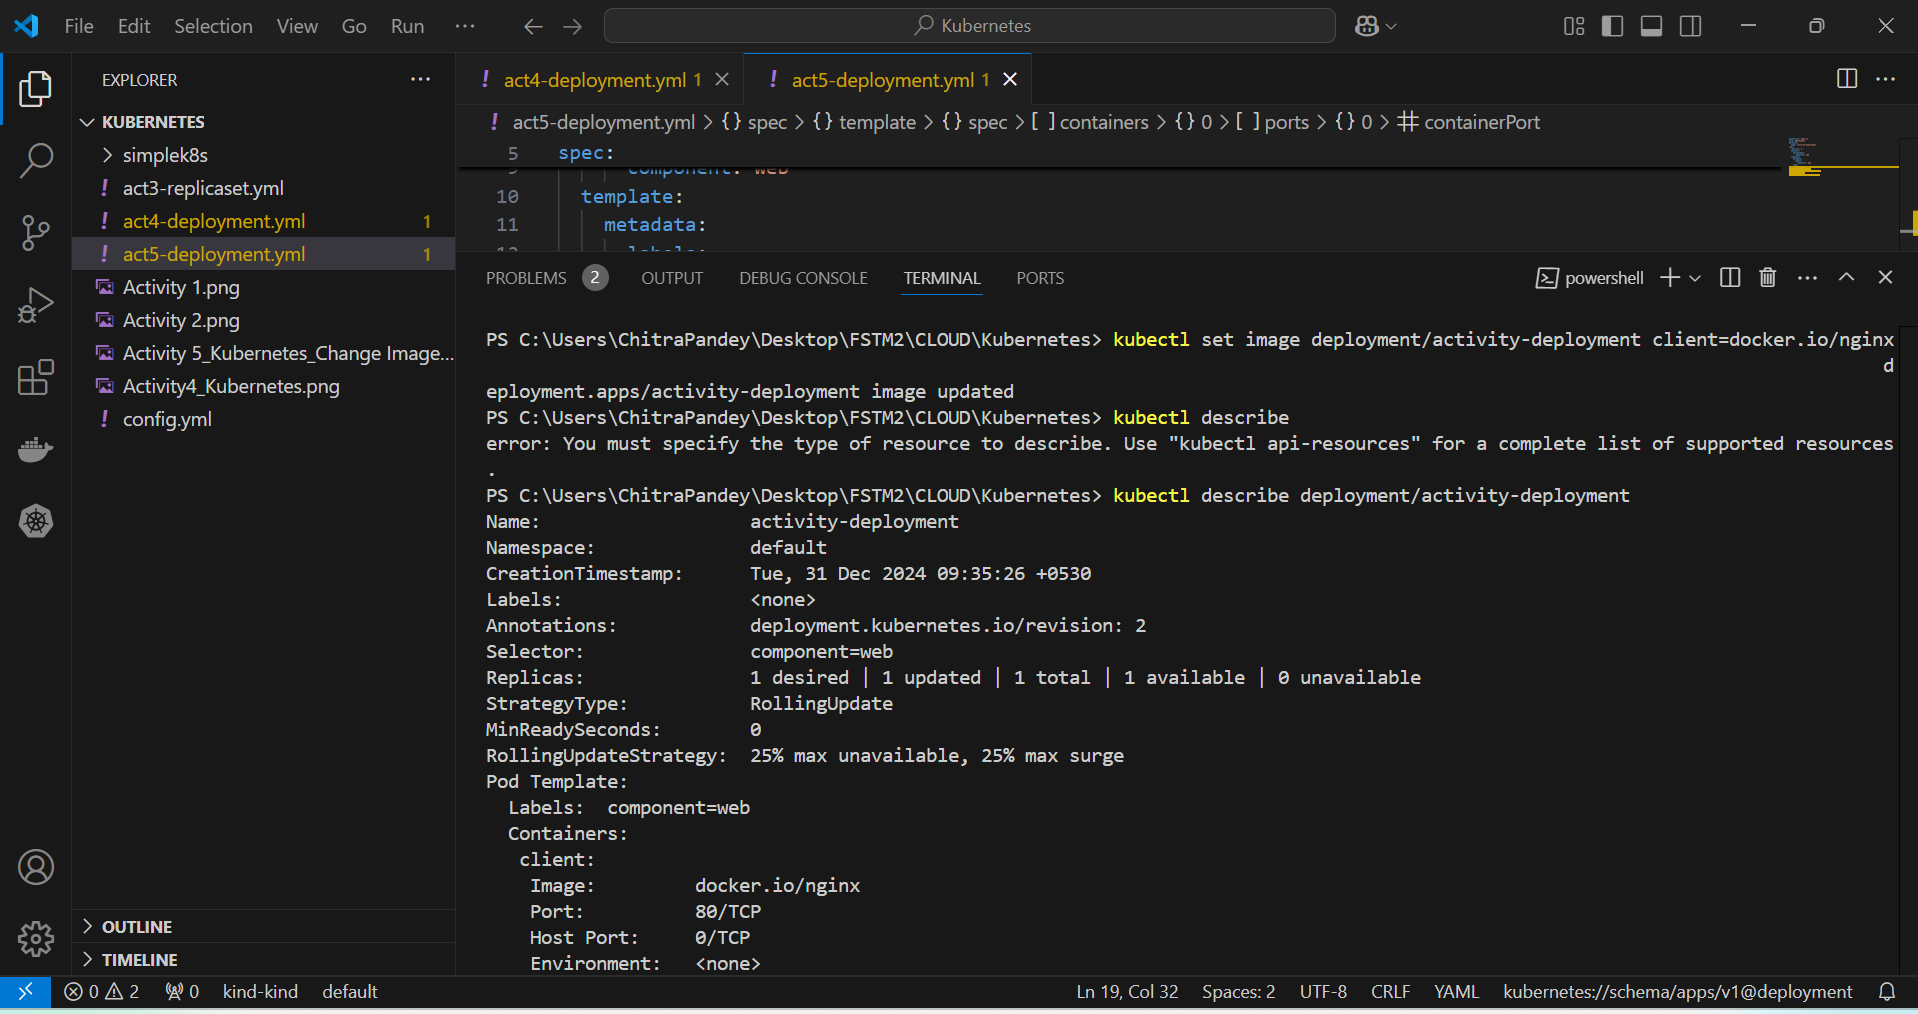 File Edit Selection View Go Run ··· Kubernetes
EXPLORER ···
KUBERNETES
simplek8s
! act3-replicaset.yml
! act4-deployment.yml 1
! act5-deployment.yml 1
Activity 1.png
Activity 2.png
Activity 5_Kubernetes_Change Image...
Activity4_Kubernetes.png
! config.yml
OUTLINE
TIMELINE
! act4-deployment.yml 1
! act5-deployment.yml 1
! act5-deployment.yml > {} spec > {} template > {} spec > [ ] containers > {} 0 > [ ] ports > {} 0 > # containerPort
5 spec:
component: web
10 template:
11 metadata:
PROBLEMS 2 OUTPUT DEBUG CONSOLE TERMINAL PORTS powershell
PS C:\Users\ChitraPandey\Desktop\FSTM2\CLOUD\Kubernetes> kubectl set image deployment/activity-deployment client=docker.io/nginx
d
eployment.apps/activity-deployment image updated
PS C:\Users\ChitraPandey\Desktop\FSTM2\CLOUD\Kubernetes> kubectl describe
error: You must specify the type of resource to describe. Use "kubectl api-resources" for a complete list of supported resources
.
PS C:\Users\ChitraPandey\Desktop\FSTM2\CLOUD\Kubernetes> kubectl describe deployment/activity-deployment
Name: activity-deployment
Namespace: default
CreationTimestamp: Tue, 31 Dec 2024 09:35:26 +0530
Labels: <none>
Annotations: deployment.kubernetes.io/revision: 2
Selector: component=web
Replicas: 1 desired | 1 updated | 1 total | 1 available | 0 unavailable
StrategyType: RollingUpdate
MinReadySeconds: 0
RollingUpdateStrategy: 25% max unavailable, 25% max surge
Pod Template:
Labels: component=web
Containers:
client:
Image: docker.io/nginx
Port: 80/TCP
Host Port: 0/TCP
Environment: <none>
0 2 0 kind-kind default Ln 19, Col 32 Spaces: 2 UTF-8 CRLF YAML kubernetes://schema/apps/v1@deployment